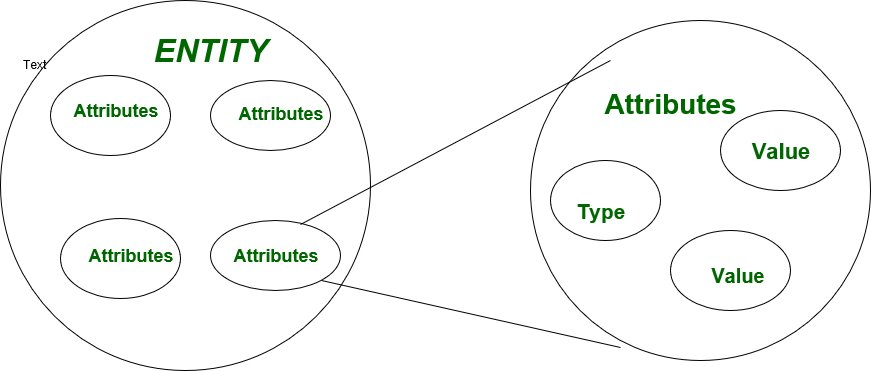 ENTITY
Text
Attributes
Attributes
Attributes
Attributes
Attributes
Value
Type
Value